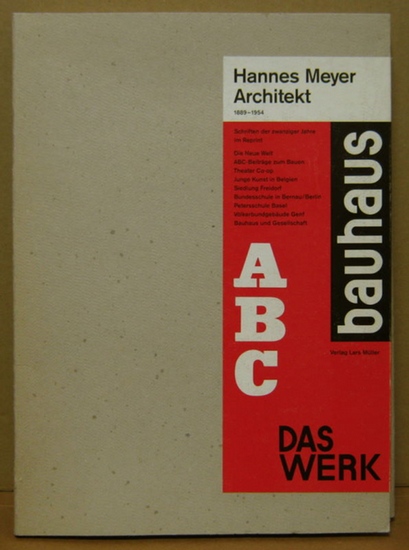 Hannes Meyer
Architekt
1889–1954
Schriften der zwanziger Jahre
im Reprint
Die Neue Welt
ABC-Beiträge zum Bauen
Theater Co-op
Junge Kunst in Belgien
Siedlung Freidorf
Bundesschule in Bernau/Berlin
Petersschule Basel
Völkerbundgebäude Genf
Bauhaus und Gesellschaft
bauhaus
ABC
Verlag Lars Müller
DAS
WERK